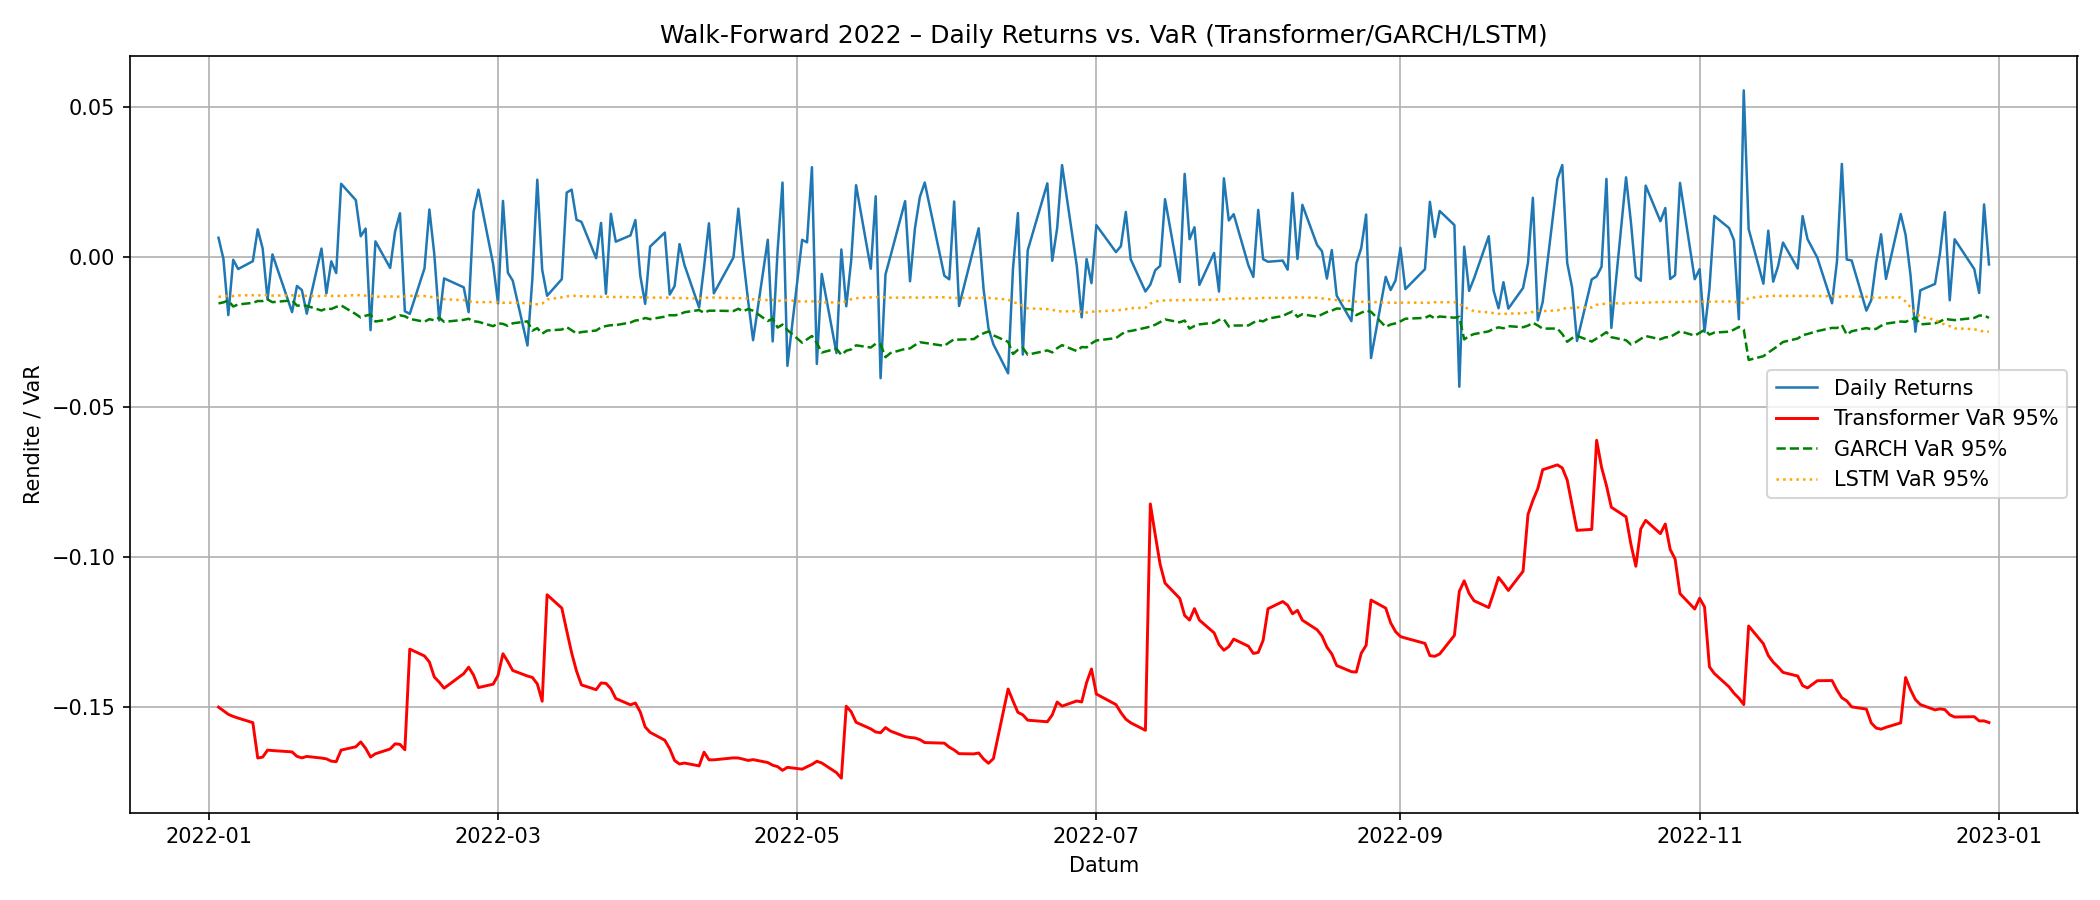 Walk-Forward 2022 – Daily Returns vs. VaR (Transformer/GARCH/LSTM)
Rendite / VaR
0.05
0.00
−0.05
−0.10
−0.15
Daily Returns
Transformer VaR 95%
GARCH VaR 95%
LSTM VaR 95%
2022-01
2022-03
2022-05
2022-07
2022-09
2022-11
2023-01
Datum